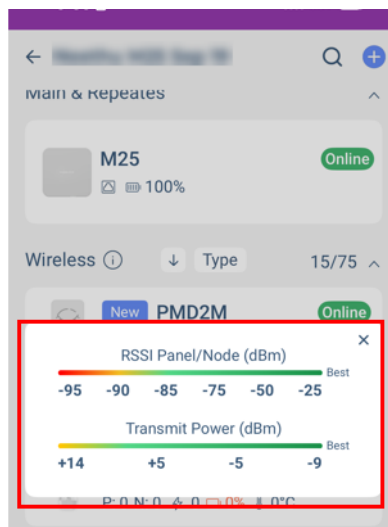 Main & Repeates
M25
Online
100%
Wireless
Type
15/75
New
PMD2M
Online
RSSI Panel/Node (dBm)
Best
-95 -90 -85 -75 -50 -25
Transmit Power (dBm)
Best
+14 +5 -5 -9
P: 0 N: 0 0 0% 0°C